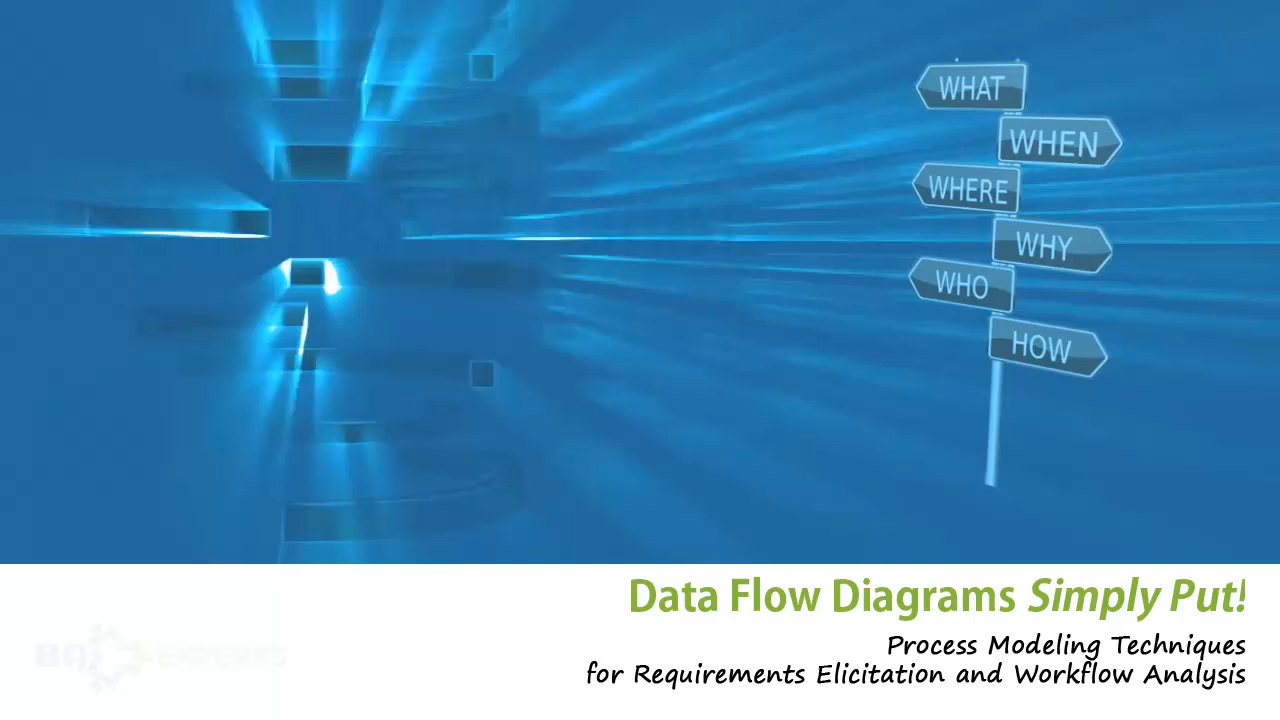 WHAT
WHEN
WHERE
WHY
WHO
HOW
Data Flow Diagrams Simply Put!
Process Modeling Techniques
for Requirements Elicitation and Workflow Analysis